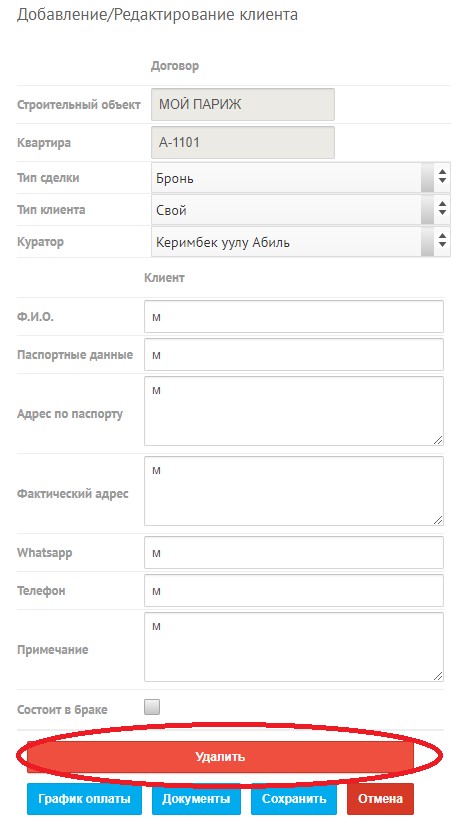 Добавление/Редактирование клиента
Договор
Строительный объект МОЙ ПАРИЖ
Квартира А-1101
Тип сделки Бронь
Тип клиента Свой
Куратор Керимбек уулу Абиль
Клиент
Ф.И.О. м
Паспортные данные м
Адрес по паспорту м
Фактический адрес м
Whatsapp м
Телефон м
Примечание м
Состоит в браке
Удалить
График оплаты Документы Сохранить Отмена